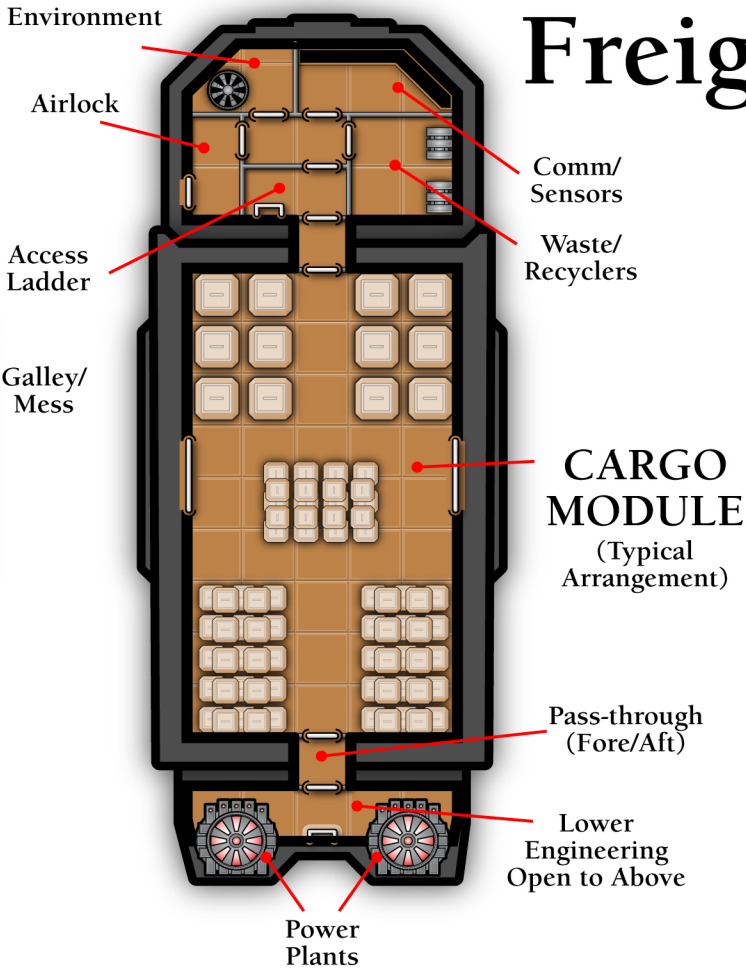 Freig
Environment
Airlock
Comm/
Sensors
Waste/
Recyclers
Access
Ladder
Galley/
Mess
CARGO
MODULE
(Typical
Arrangement)
Pass-through
(Fore/Aft)
Lower
Engineering
Open to Above
Power
Plants